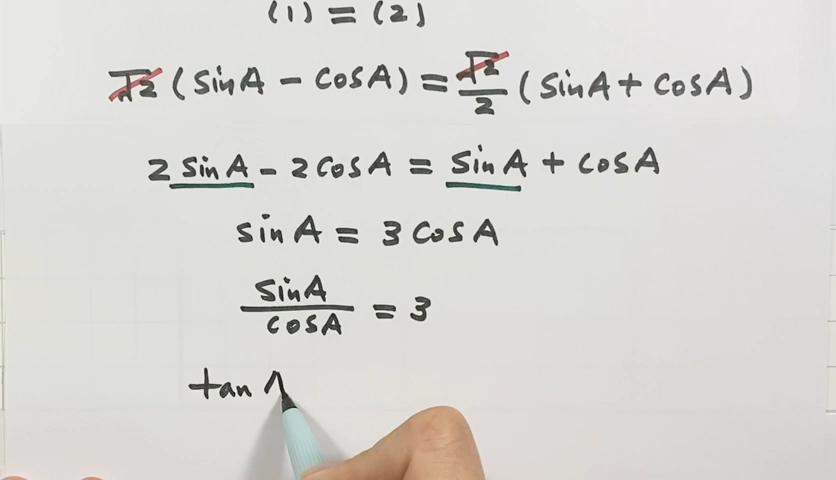 (1) = (2)
√2 (sinA - cosA) = √2/2 (sinA + cosA)
2 sinA - 2 cosA = sinA + cosA
sinA = 3 cosA
sinA/cosA = 3
tan A